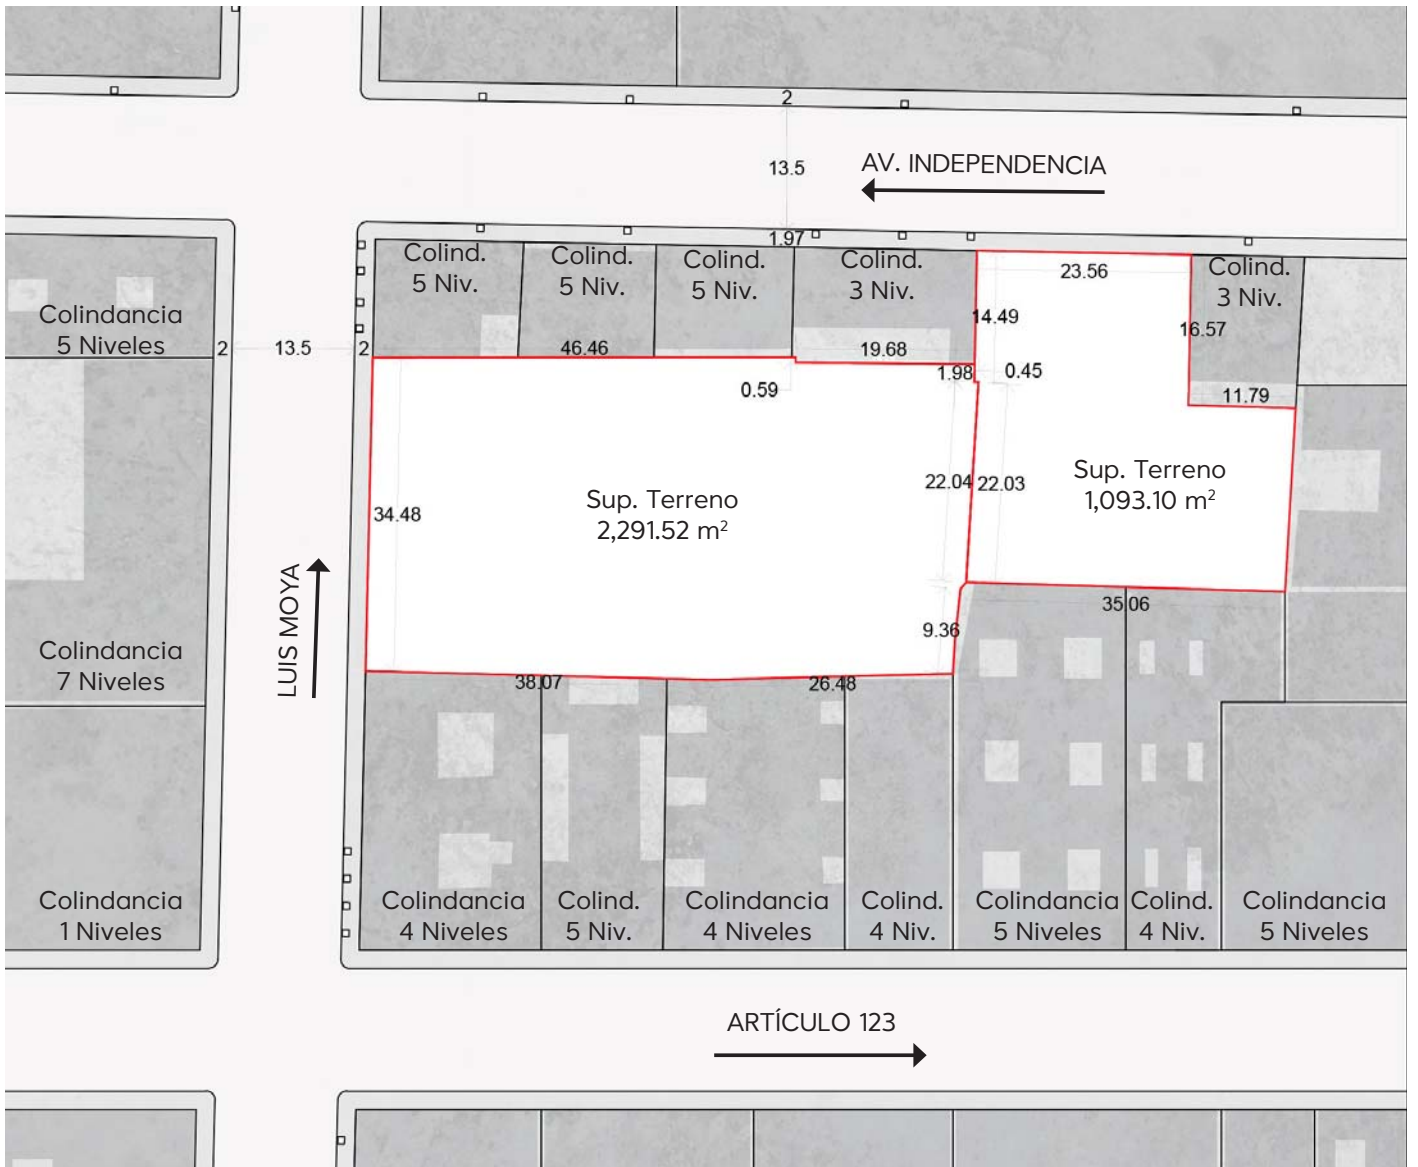 2
13.5
AV. INDEPENDENCIA
1.97
Colind.
5 Niv.
Colind.
5 Niv.
Colind.
5 Niv.
Colind.
3 Niv.
23.56
Colind.
3 Niv.
14.49
16.57
Colindancia
5 Niveles
2
13.5
2
46.46
19.68
0.59
1.98
0.45
11.79
34.48
Sup. Terreno
2,291.52 m²
22.04
22.03
Sup. Terreno
1,093.10 m²
LUIS MOYA
35.06
9.36
Colindancia
7 Niveles
38.07
26.48
Colindancia
1 Niveles
Colindancia
4 Niveles
Colind.
5 Niv.
Colindancia
4 Niveles
Colind.
4 Niv.
Colindancia
5 Niveles
Colind.
4 Niv.
Colindancia
5 Niveles
ARTÍCULO 123